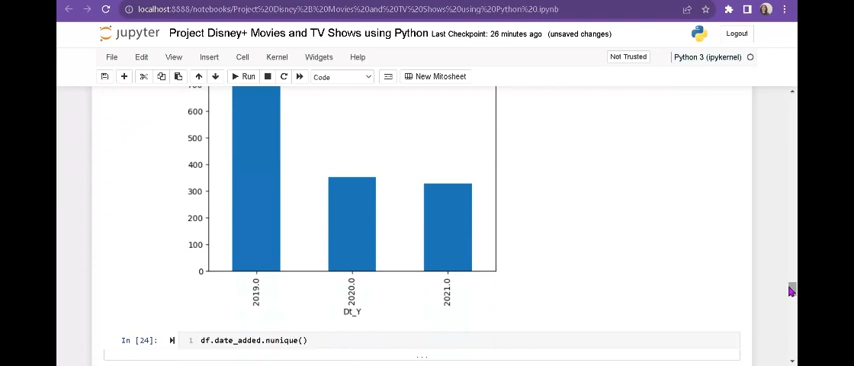 localhost:8888/notebooks/Project%20Disney%2B%20Movies%20and%20TV%20Shows%20using%20Python%20.ipynb
jupyter Project Disney+ Movies and TV Shows using Python Last Checkpoint: 26 minutes ago (unsaved changes) Logout
File Edit View Insert Cell Kernel Widgets Help Not Trusted Python 3 (ipykernel)
Run Code New Mitosheet
700
600
500
400
300
200
100
0
2019.0 2020.0 2021.0
Dt_Y
In [24]: 1 df.date_added.nunique()
...